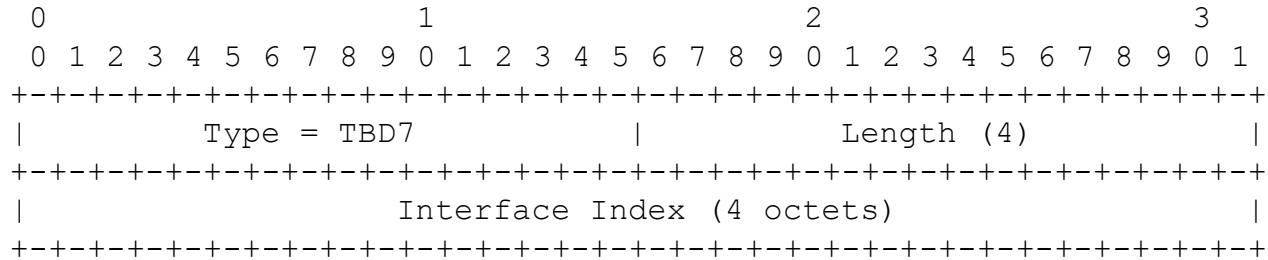 0                   1                   2                   3
 0 1 2 3 4 5 6 7 8 9 0 1 2 3 4 5 6 7 8 9 0 1 2 3 4 5 6 7 8 9 0 1
+-+-+-+-+-+-+-+-+-+-+-+-+-+-+-+-+-+-+-+-+-+-+-+-+-+-+-+-+-+-+-+-+
|         Type = TBD7           |          Length (4)           |
+-+-+-+-+-+-+-+-+-+-+-+-+-+-+-+-+-+-+-+-+-+-+-+-+-+-+-+-+-+-+-+-+
|                   Interface Index (4 octets)                  |
+-+-+-+-+-+-+-+-+-+-+-+-+-+-+-+-+-+-+-+-+-+-+-+-+-+-+-+-+-+-+-+-+